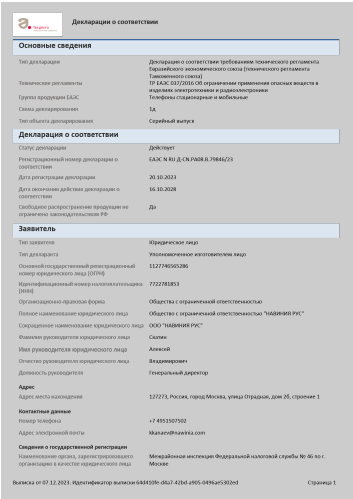 Декларации о соответствии
Основные сведения
Тип декларации
Декларация о соответствии требованиям технического регламента
Евразийского экономического союза (технического регламента
Таможенного союза)
Технические регламенты
ТР ЕАЭС 037/2016 Об ограничении применения опасных веществ в
изделиях электротехники и радиоэлектроники
Группа продукции ЕАЭС
Телефоны стационарные и мобильные
Схема декларирования
1д
Тип объекта декларирования
Серийный выпуск
Декларация о соответствии
Статус декларации
Действует
Регистрационный номер декларации о
соответствии
ЕАЭС N RU Д-CN.РА08.В.79846/23
Дата регистрации декларации
20.10.2023
Дата окончания действия декларации о
соответствии
16.10.2028
Свободное распространение продукции не
ограничено законодательством РФ
Да
Заявитель
Тип заявителя
Юридическое лицо
Тип декларанта
Уполномоченное изготовителем лицо
Основной государственный регистрационный
номер юридического лица (ОГРН)
1127746565286
Идентификационный номер налогоплательщика
(ИНН)
7722781853
Организационно-правовая форма
Общества с ограниченной ответственностью
Полное наименование юридического лица
Общество с ограниченной ответственностью "НАВИНИЯ РУС"
Сокращенное наименование юридического лица
ООО "НАВИНИЯ РУС"
Фамилия руководителя юридического лица
Имя руководителя юридического лица
Алексей
Отчество руководителя юридического лица
Владимирович
Должность руководителя
Генеральный директор
Адрес
Адрес места нахождения
127273, Россия, город Москва, улица Отрадная, дом 2б, строение 1
Контактные данные
Номер телефона
+7 4951507502
Адрес электронной почты
kkanaev@nawinia.com
Сведения о государственной регистрации
Наименование органа, зарегистрировавшего
организацию в качестве юридического лица
Межрайонная инспекция Федеральной налоговой службы № 46 по г.
Москве
Выписка от 07.12.2023. Идентификатор выписки 64d410fe-d4a7-42bd-a905-0496ae5302ed
Страница 1